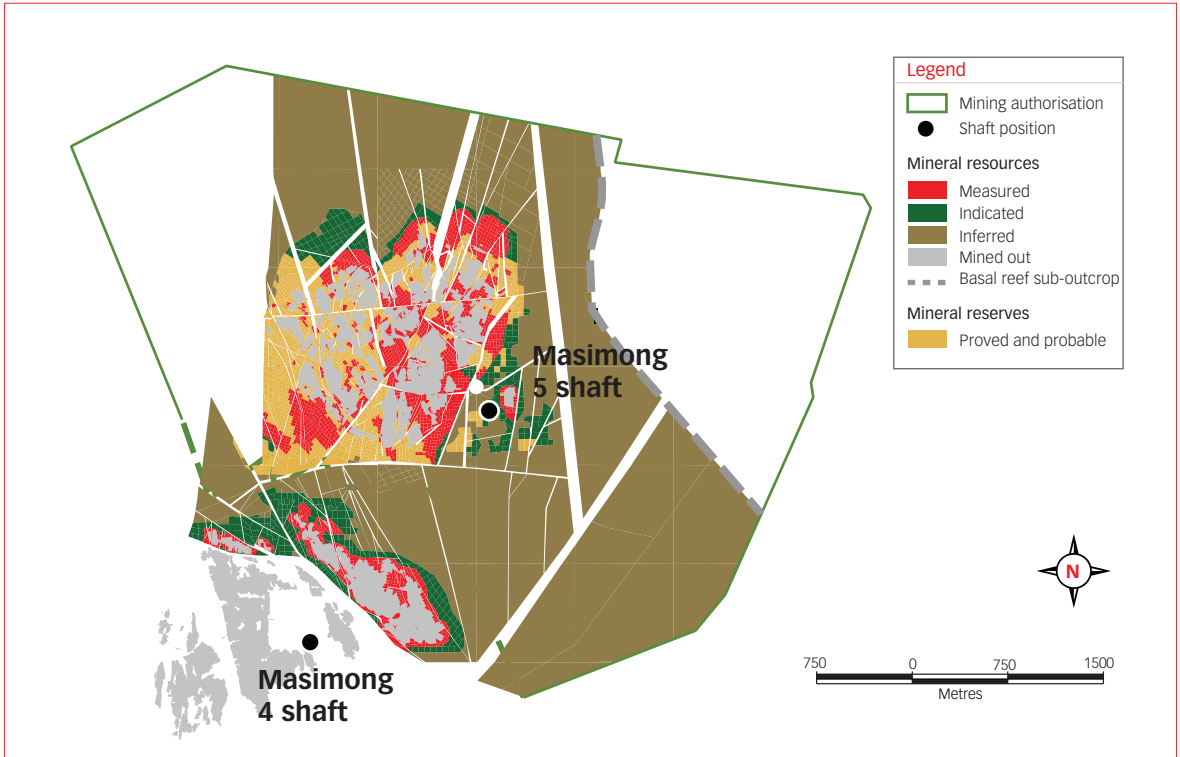 Legend
Mining authorisation
Shaft position
Mineral resources
Measured
Indicated
Inferred
Mined out
Basal reef sub-outcrop
Mineral reserves
Proved and probable
Masimong
5 shaft
Masimong
4 shaft
N
750 0 750 1500
Metres